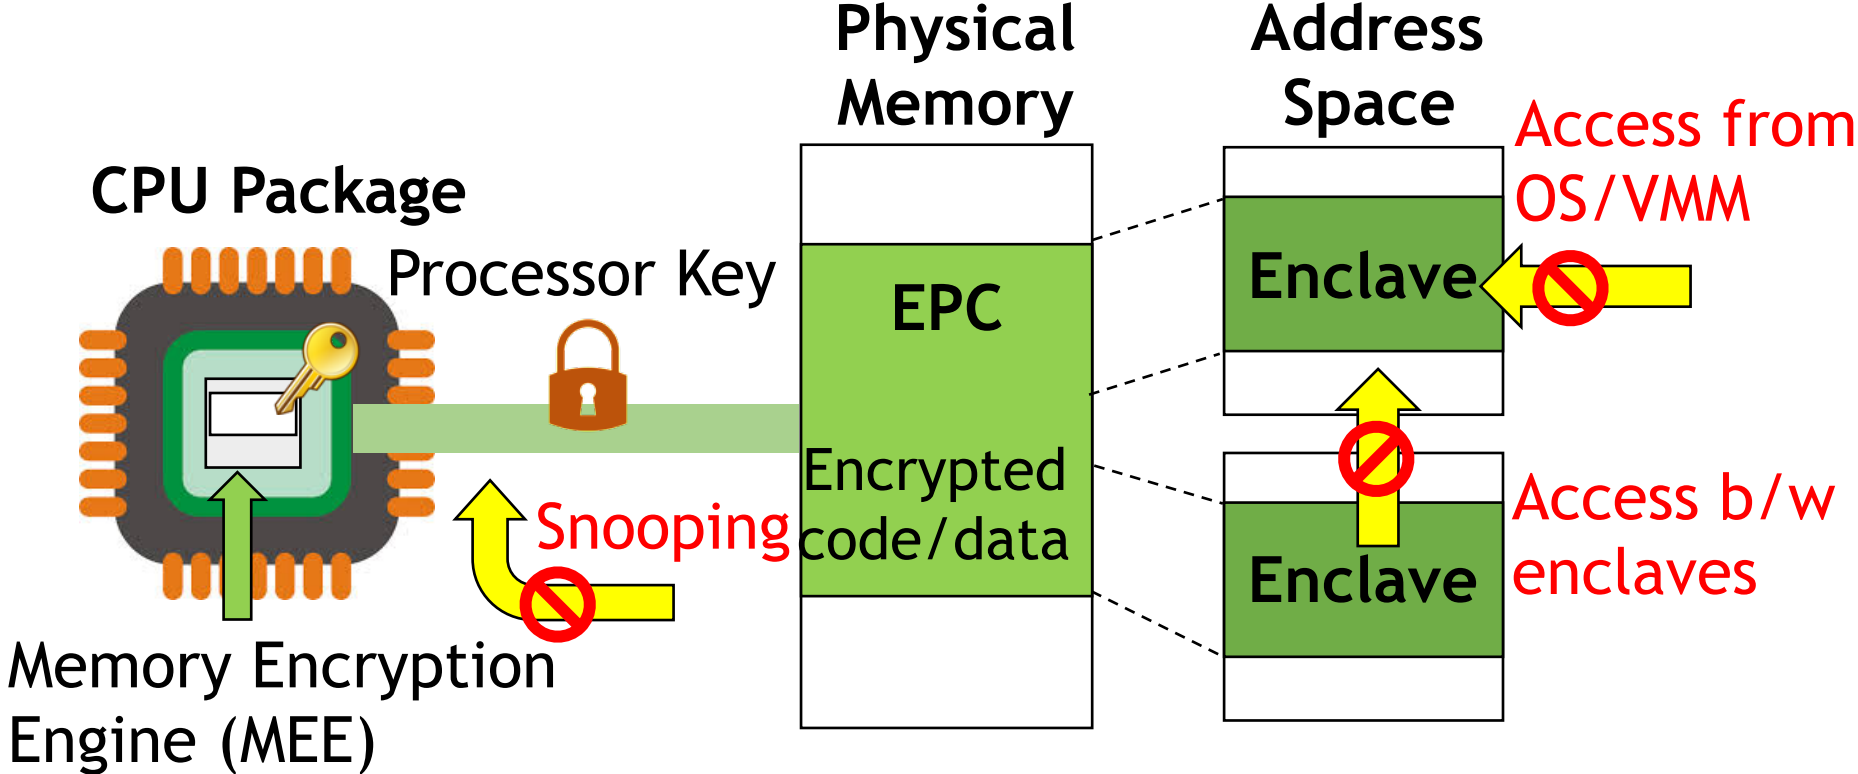 Physical
Memory
Address
Space
Access from
OS/VMM
CPU Package
Processor Key
EPC
Enclave
Encrypted
code/data
Snooping
Access b/w
enclaves
Enclave
Memory Encryption
Engine (MEE)